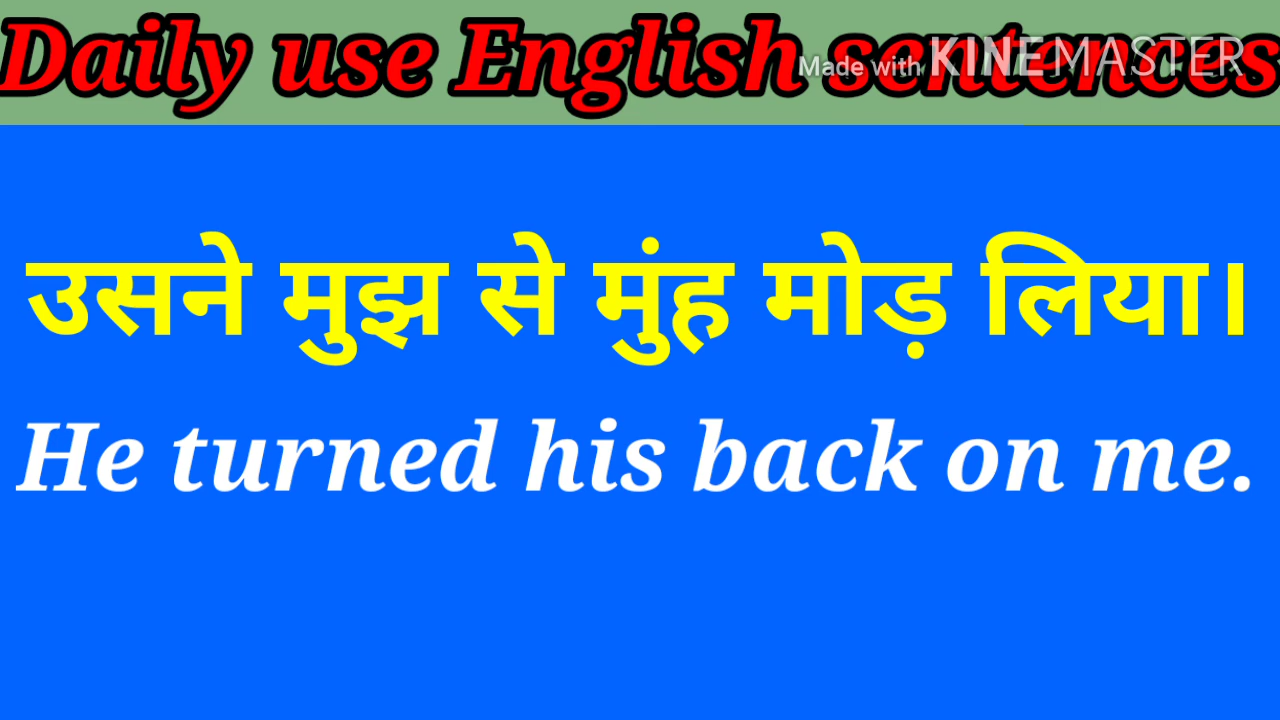 Daily use English sentences
Made with KINEMASTER
उसने मुझ से मुंह मोड़ लिया।
He turned his back on me.